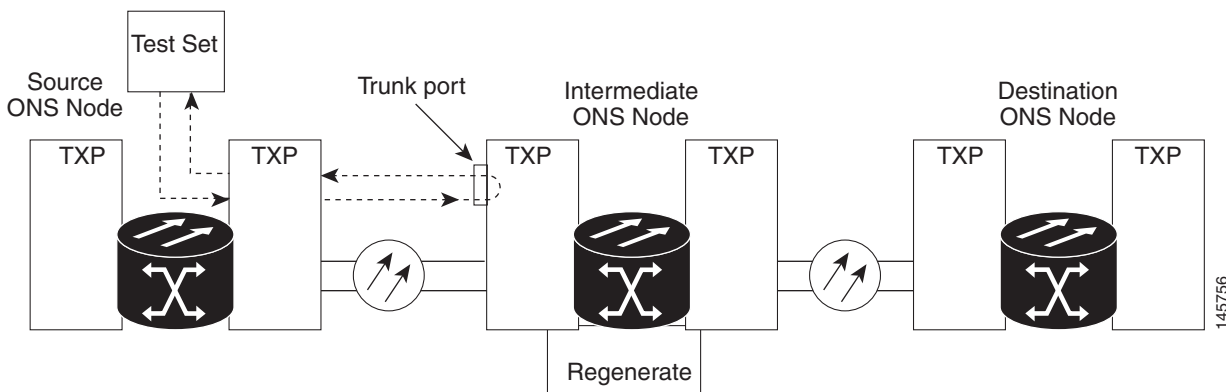 Test Set
Source
ONS Node
Trunk port
Intermediate
ONS Node
Destination
ONS Node
TXP
TXP
TXP
TXP
TXP
TXP
Regenerate
145756